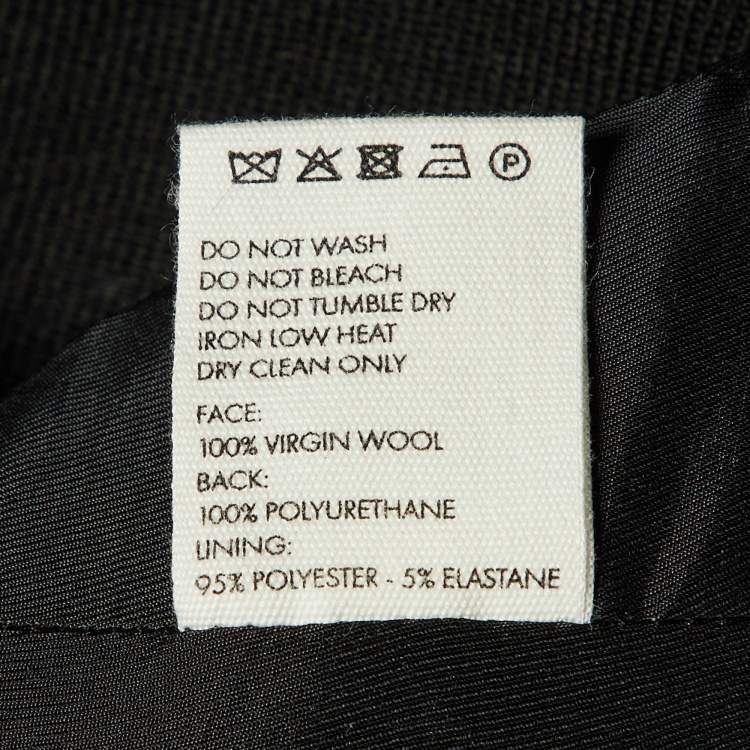 P
DO NOT WASH
DO NOT BLEACH
DO NOT TUMBLE DRY
IRON LOW HEAT
DRY CLEAN ONLY
FACE:
100% VIRGIN WOOL
BACK:
100% POLYURETHANE
LINING:
95% POLYESTER - 5% ELASTANE